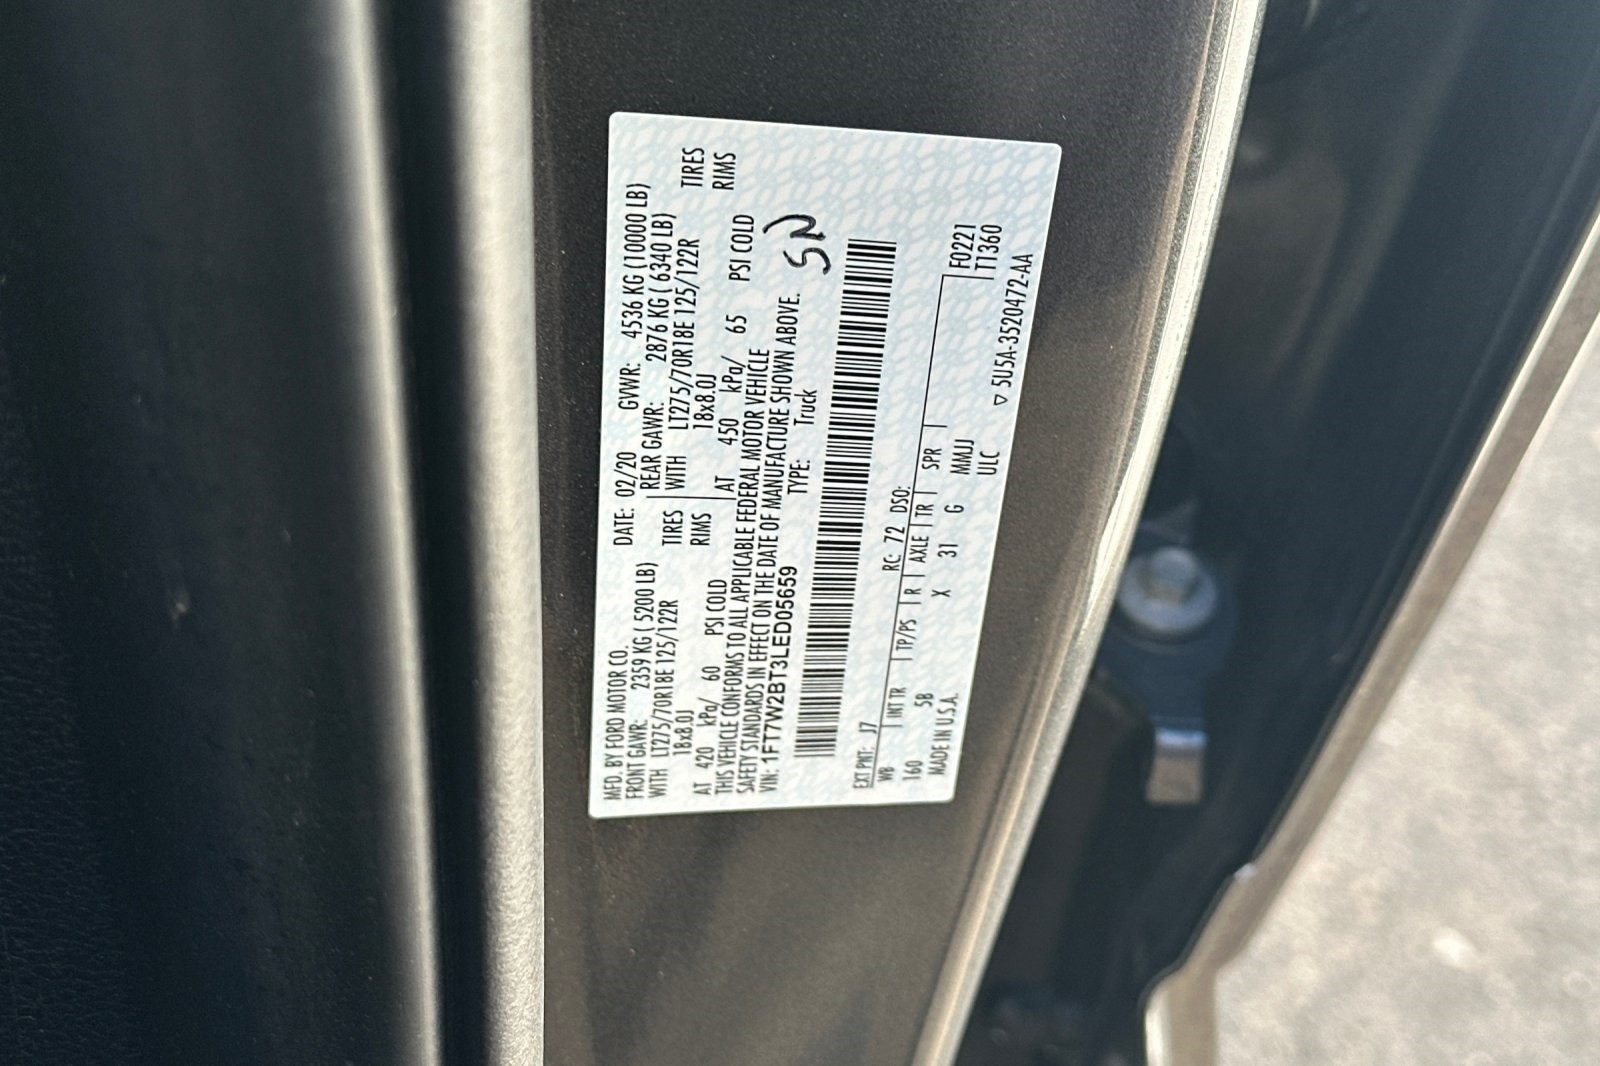 MFD. BY FORD MOTOR CO.
DATE: 02/20 GVWR: 4536 KG (10000 LB)
FRONT GAWR: 2359 KG ( 5200 LB) REAR GAWR: 2876 KG ( 6340 LB)
WITH LT275/70R18E 125/122R TIRES WITH LT275/70R18E 125/122R TIRES
18x8.0J RIMS 18x8.0J RIMS
AT 420 kPa/ 60 PSI COLD AT 450 kPa/ 65 PSI COLD
THIS VEHICLE CONFORMS TO ALL APPLICABLE FEDERAL MOTOR VEHICLE
SAFETY STANDARDS IN EFFECT ON THE DATE OF MANUFACTURE SHOWN ABOVE.
VIN: 1FT7W2BT3LED05659 TYPE: Truck
SN
EXT PNT: J7 RC: 72 DSO:
WB INT TR TP/PS R AXLE TR SPR F0221
T1360
160 5B X 31 G MMJJ
MADE IN U.S.A. ULC
▽ 5U5A-3520472-AA